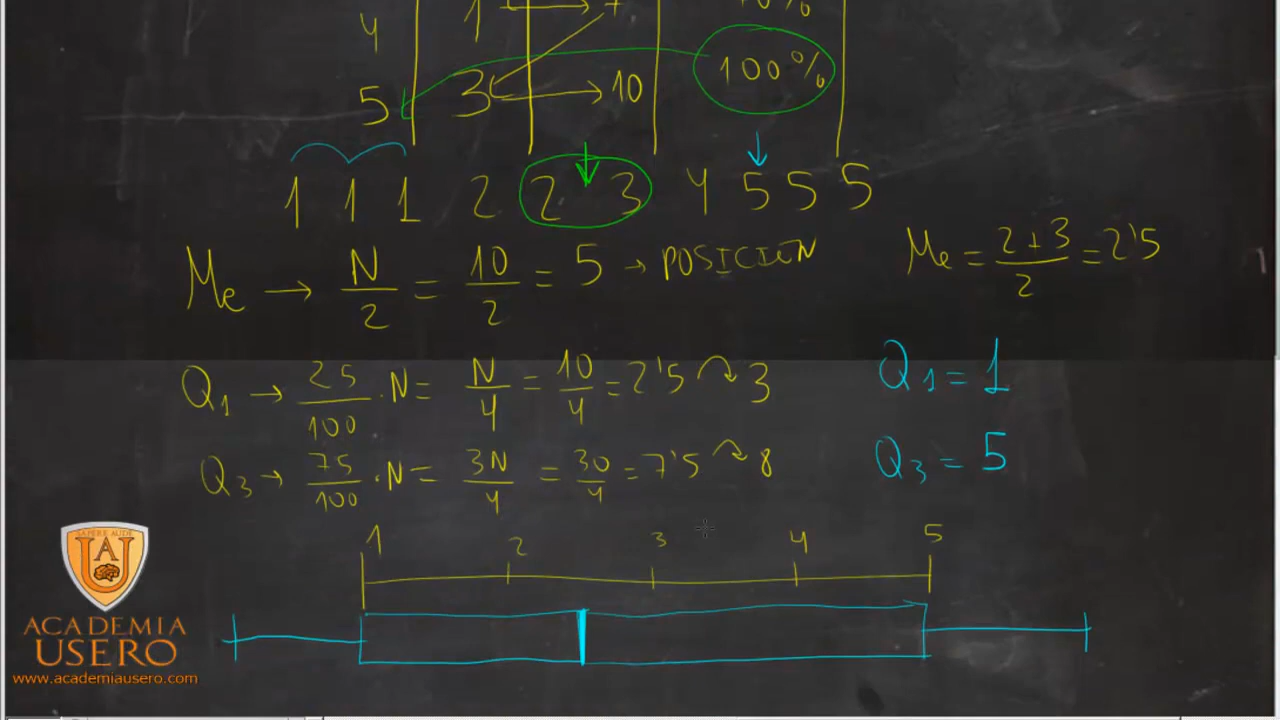 4 1 7
100%
5 3 10
1 1 1 2 2 3 4 5 5 5
Me → N/2 = 10/2 = 5 → POSICION
Me = 2+3/2 = 2'5
Q1 → 25/100 · N = N/4 = 10/4 = 2'5 ↷ 3
Q1 = 1
Q3 → 75/100 · N = 3N/4 = 30/4 = 7'5 ↷ 8
Q3 = 5
1 2 3 4 5
SAPERE AUDE
UA
ACADEMIA
USERO
www.academiausero.com